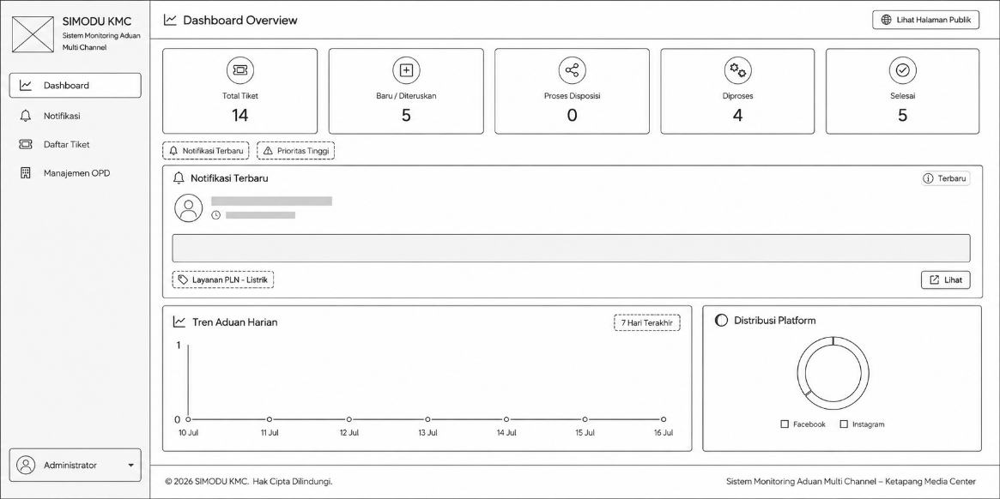 SIMODU KMC
Sistem Monitoring Aduan
Multi Channel
Dashboard
Notifikasi
Daftar Tiket
Manajemen OPD
Administrator
Dashboard Overview
Lihat Halaman Publik
Total Tiket
14
Baru / Diteruskan
5
Proses Disposisi
0
Diproses
4
Selesai
5
Notifikasi Terbaru
Prioritas Tinggi
Notifikasi Terbaru
Terbaru
Layanan PLN - Listrik
Lihat
Tren Aduan Harian
7 Hari Terakhir
1
0
10 Jul
11 Jul
12 Jul
13 Jul
14 Jul
15 Jul
16 Jul
Distribusi Platform
Facebook
Instagram
© 2026 SIMODU KMC. Hak Cipta Dilindungi.
Sistem Monitoring Aduan Multi Channel – Ketapang Media Center